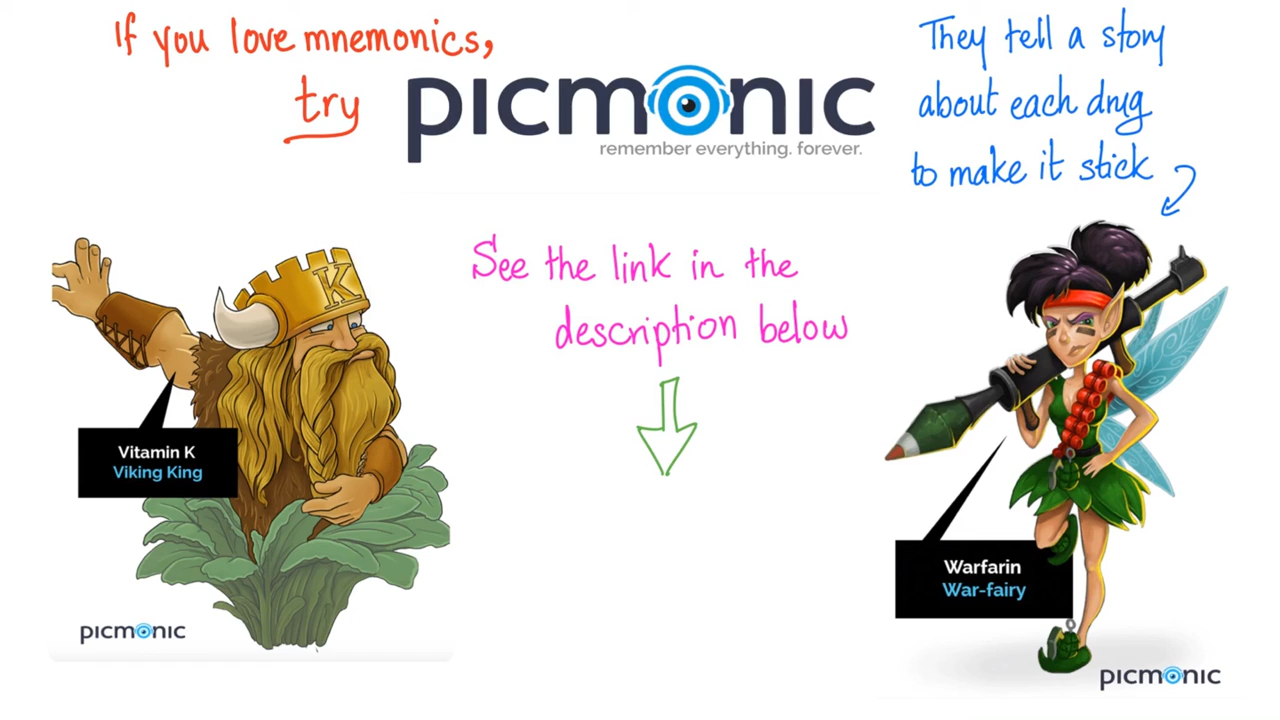 If you love mnemonics,
try
picmonic
remember everything. forever.
They tell a story
about each drug
to make it stick
See the link in the
description below
K
Vitamin K
Viking King
picmonic
Warfarin
War-fairy
picmonic